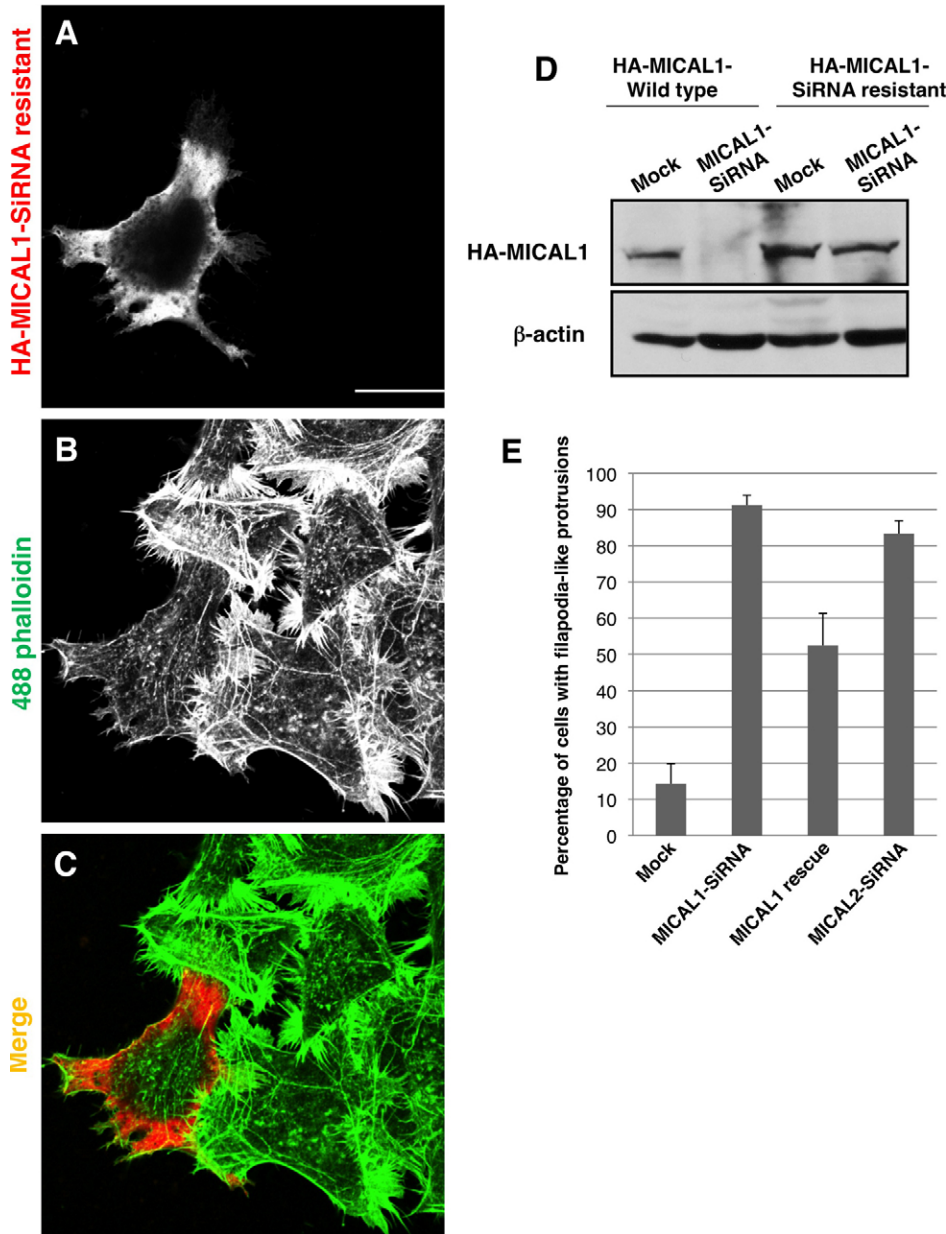 HA-MICAL1-SiRNA resistant
A
488 phalloidin
B
Merge
C
D
HA-MICAL1-
Wild type
HA-MICAL1-
SiRNA resistant
Mock
MICAL1-
SiRNA
Mock
MICAL1-
SiRNA
HA-MICAL1
β-actin
E
Percentage of cells with filapodia-like protrusions
100
90
80
70
60
50
40
30
20
10
0
Mock
MICAL1-SiRNA
MICAL1 rescue
MICAL2-SiRNA